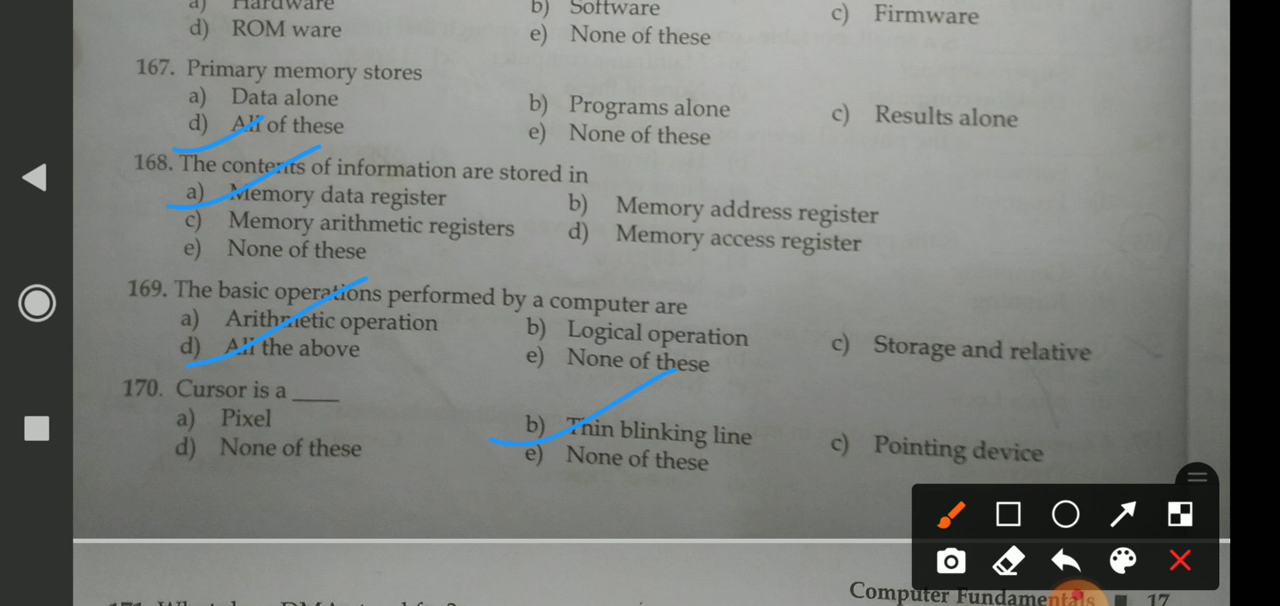 a) Hardware b) Software c) Firmware
d) ROM ware e) None of these
167. Primary memory stores
a) Data alone b) Programs alone c) Results alone
d) All of these e) None of these
168. The contents of information are stored in
a) Memory data register b) Memory address register
c) Memory arithmetic registers d) Memory access register
e) None of these
169. The basic operations performed by a computer are
a) Arithmetic operation b) Logical operation c) Storage and relative
d) All the above e) None of these
170. Cursor is a ____
a) Pixel b) Thin blinking line c) Pointing device
d) None of these e) None of these
Computer Fundamentals 17